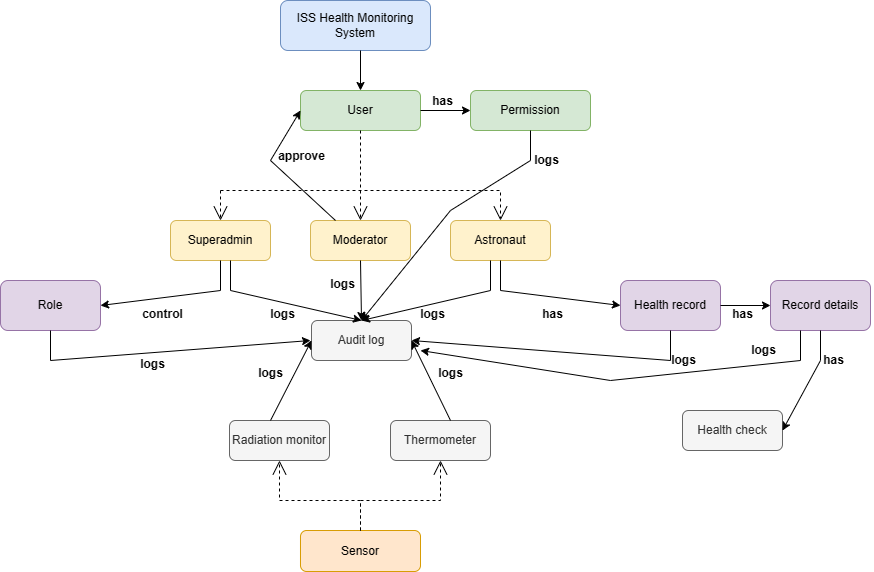 ISS Health Monitoring
System
User
has
Permission
approve
logs
Superadmin
Moderator
Astronaut
logs
Role
control
logs
logs
has
Health record
has
Record details
Audit log
logs
logs
logs
has
logs
logs
Radiation monitor
Thermometer
Health check
Sensor